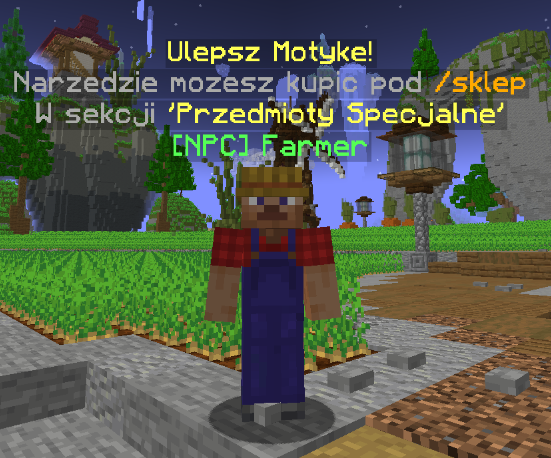 Ulepsz Motyke!
Narzedzie mozesz kupic pod /sklep
W sekcji 'Przedmioty Specjalne'
[NPC] Farmer